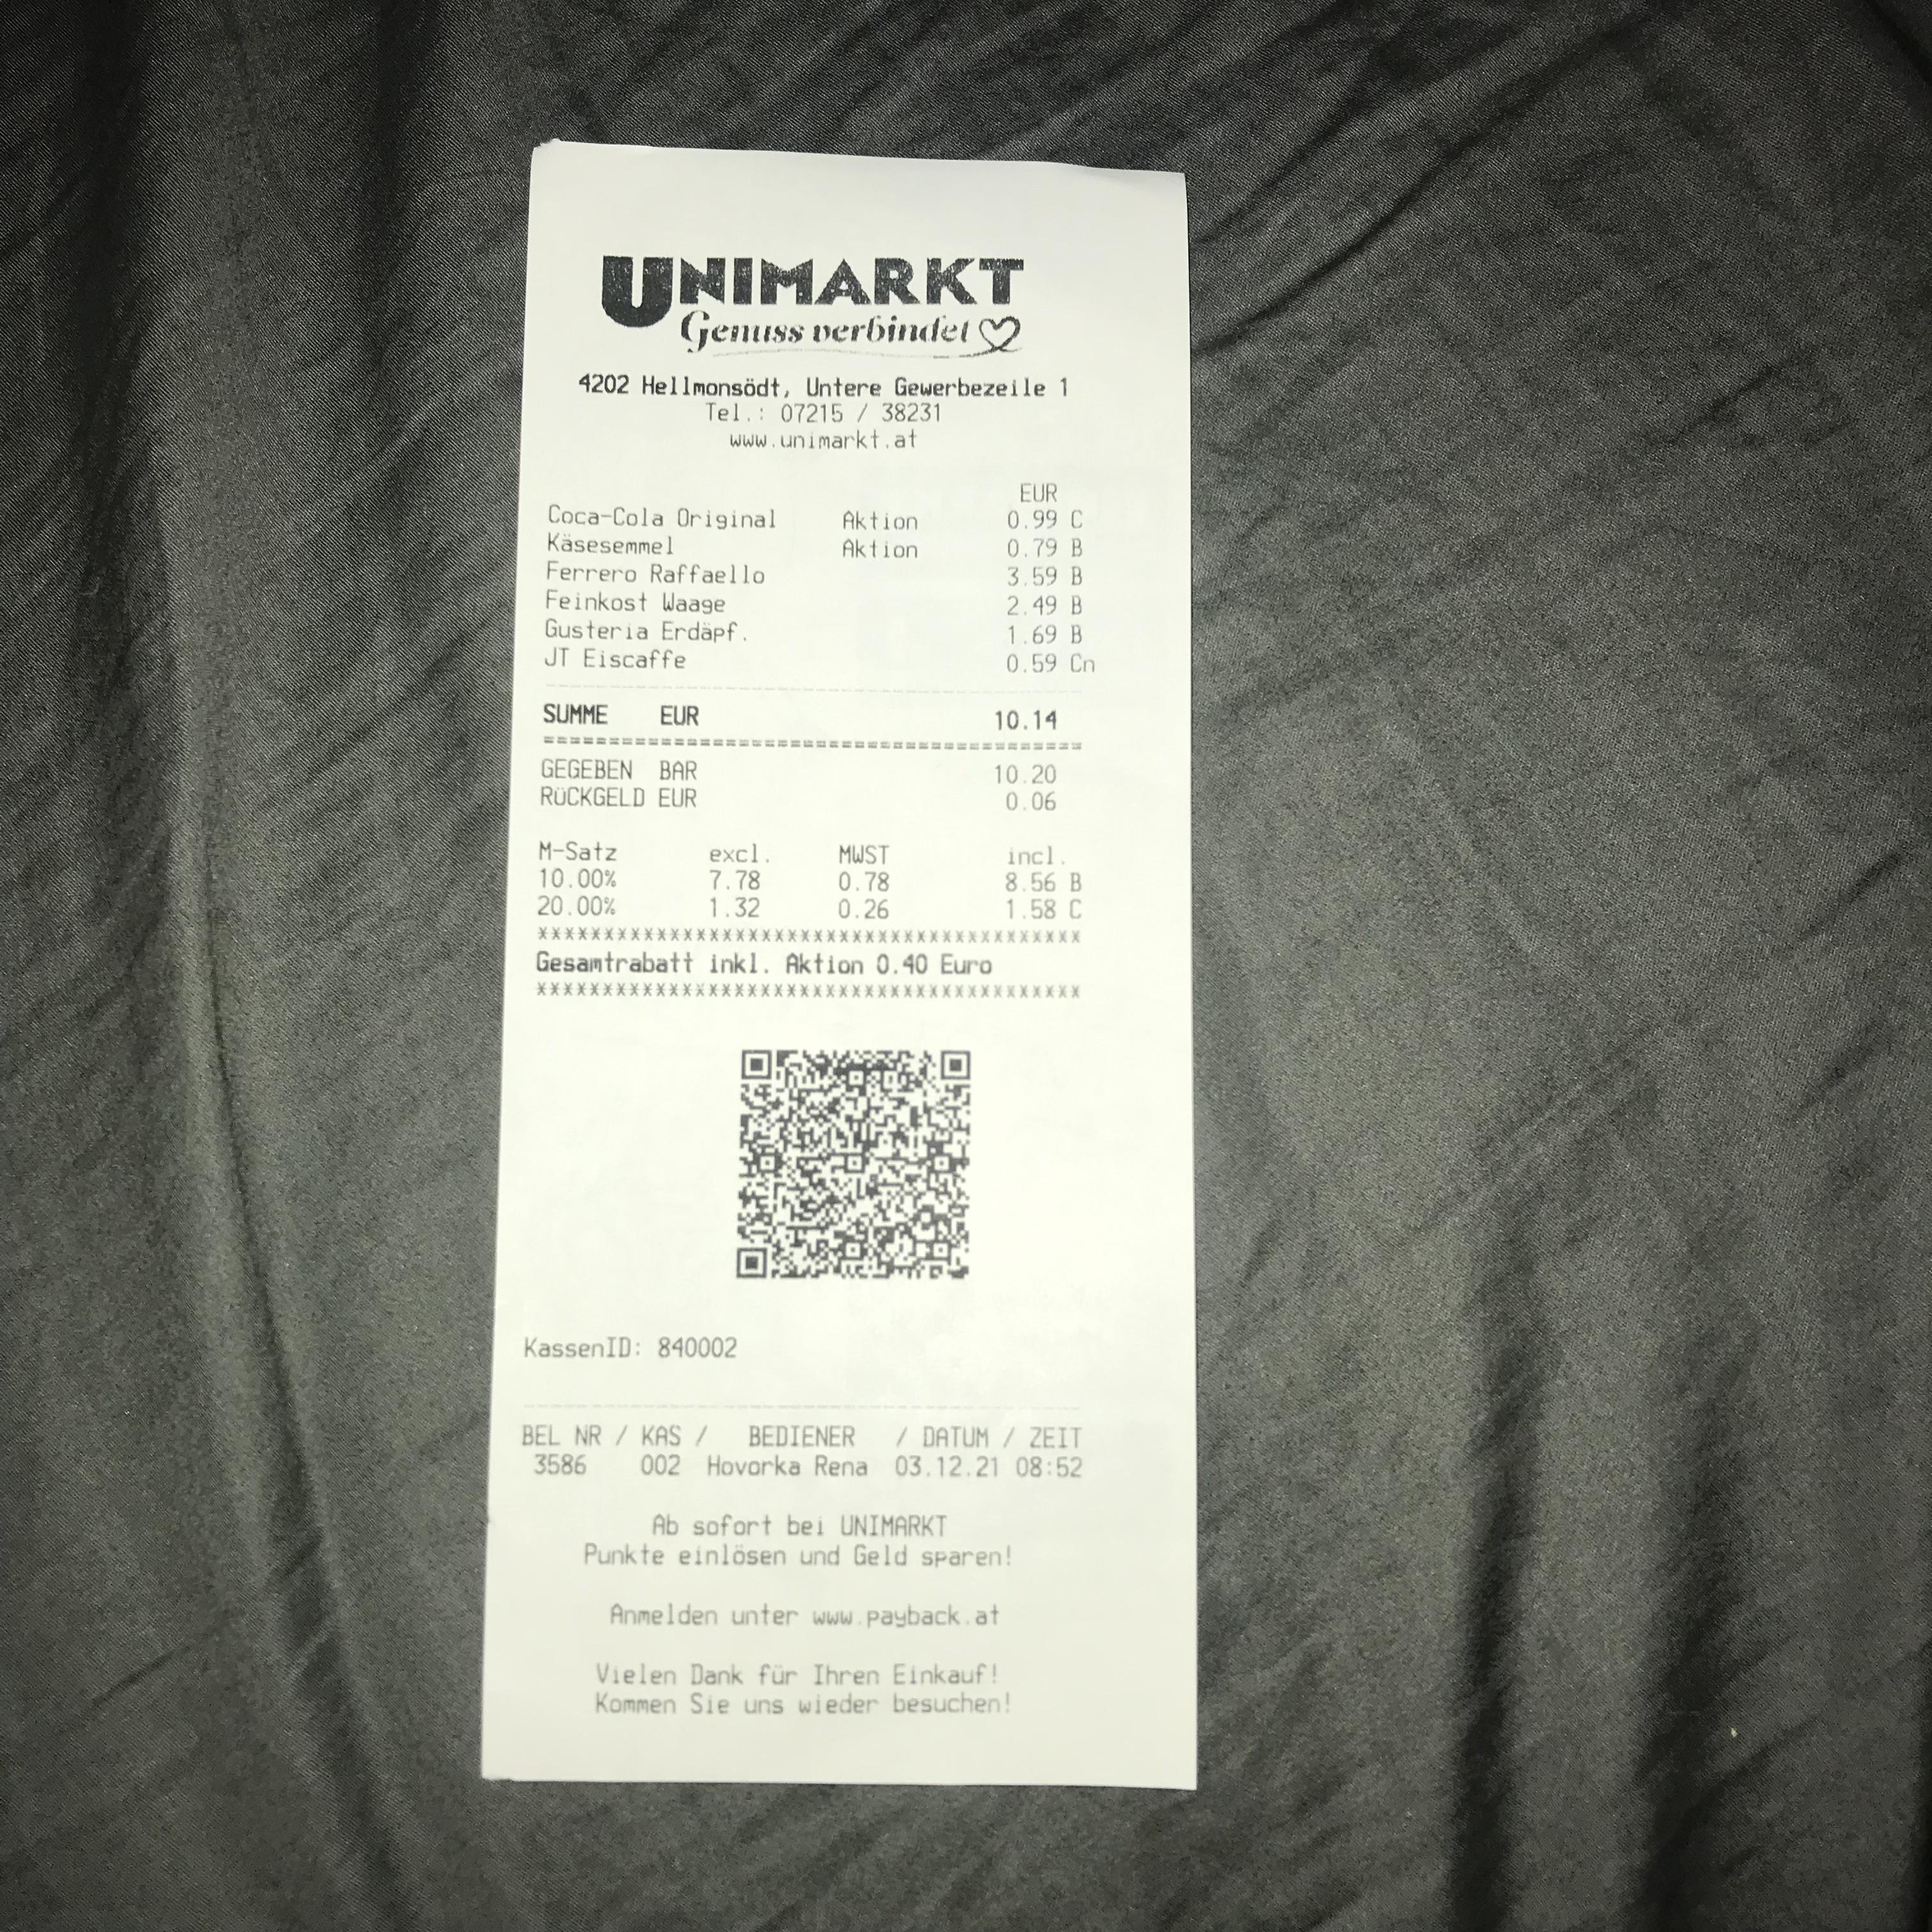 UNIMARKT
Genuss verbindet
4202 Hellmonsödt, Untere Gewerbezeile 1
Tel.: 07215 / 38231
www.unimarkt.at
EUR
Coca-Cola Original Aktion 0.99 C
Käsesemmel Aktion 0.79 B
Ferrero Raffaello 3.59 B
Feinkost Waage 2.49 B
Gusteria Erdäpf. 1.69 B
JT Eiscaffe 0.59 Cn
SUMME EUR 10.14
GEGEBEN BAR 10.20
RÜCKGELD EUR 0.06
M-Satz excl. MWST incl.
10.00% 7.78 0.78 8.56 B
20.00% 1.32 0.26 1.58 C
Gesamtrabatt inkl. Aktion 0.40 Euro
KassenID: 840002
BEL NR / KAS / BEDIENER / DATUM / ZEIT
3586 002 Hovorka Rena 03.12.21 08:52
Ab sofort bei UNIMARKT
Punkte einlösen und Geld sparen!
Anmelden unter www.payback.at
Vielen Dank für Ihren Einkauf!
Kommen Sie uns wieder besuchen!